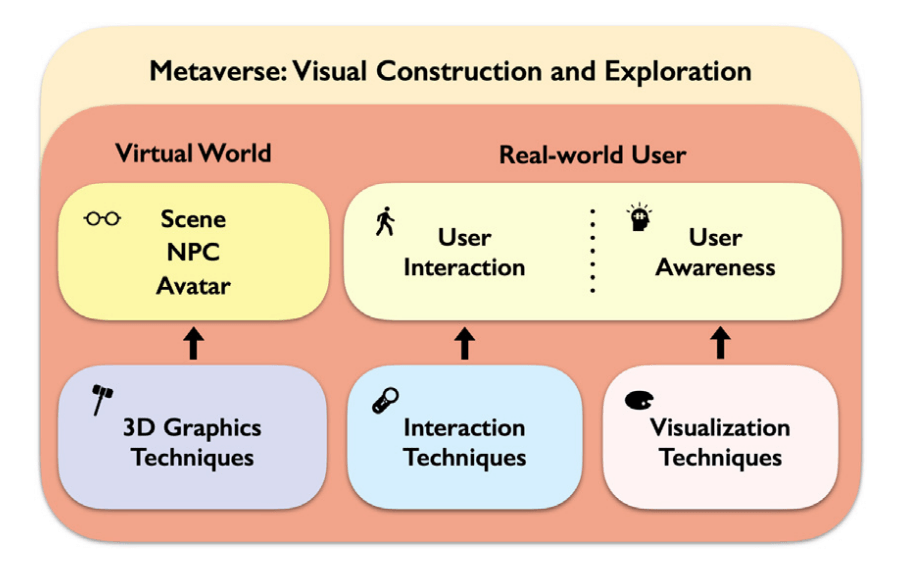 Metaverse: Visual Construction and Exploration
Virtual World
Real-world User
Scene
NPC
Avatar
User
Interaction
User
Awareness
3D Graphics
Techniques
Interaction
Techniques
Visualization
Techniques